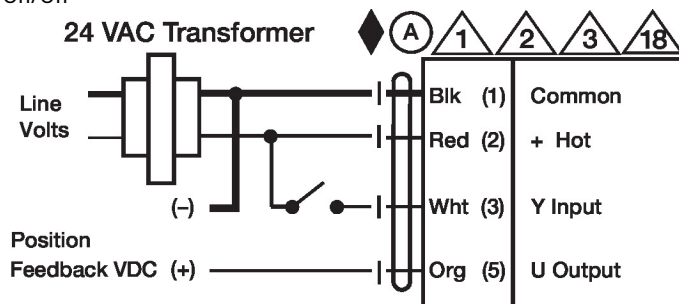 24 VAC Transformer
A 1 2 3 18
Line
Volts
Blk (1) Common
Red (2) + Hot
(–) Wht (3) Y Input
Position
Feedback VDC (+) Org (5) U Output